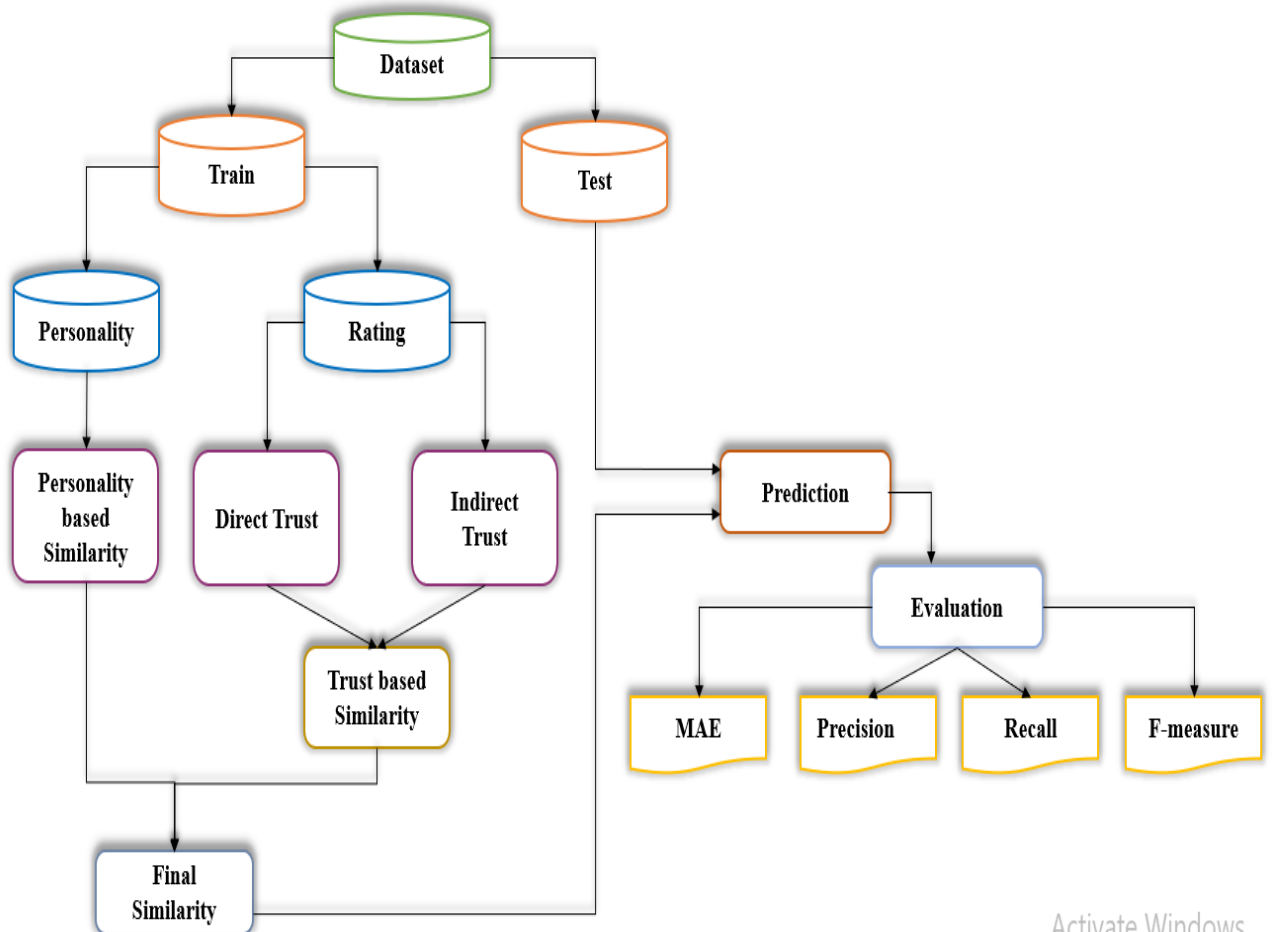 Dataset
Train
Test
Personality
Rating
Personality
based
Similarity
Direct Trust
Indirect
Trust
Prediction
Evaluation
Trust based
Similarity
MAE
Precision
Recall
F-measure
Final
Similarity
Activate Windows